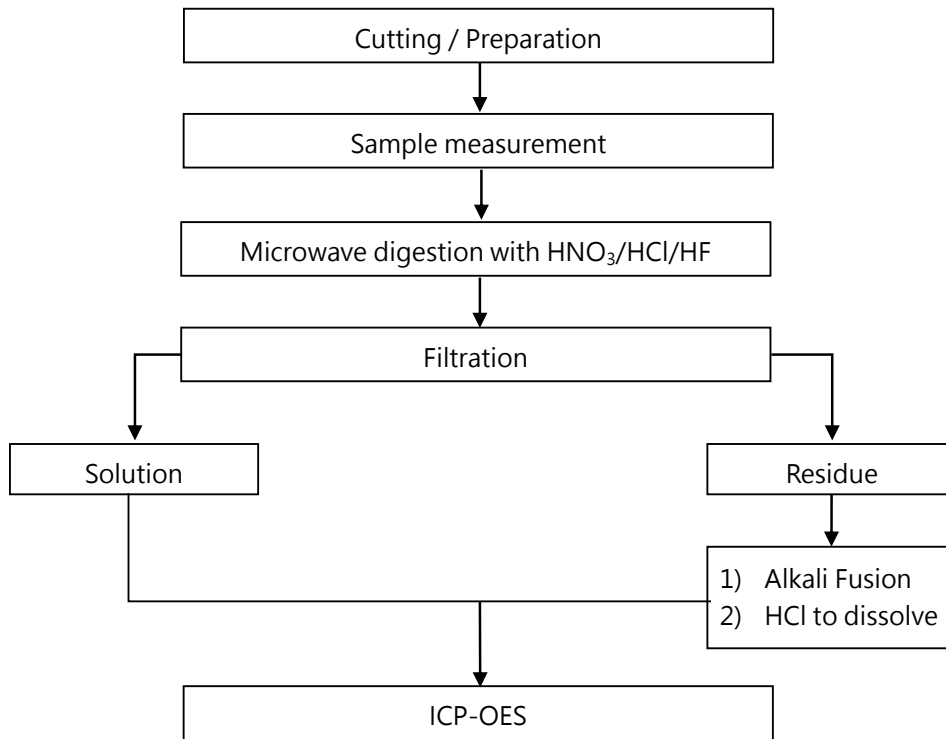 Cutting / Preparation
Sample measurement
Microwave digestion with HNO₃/HCl/HF
Filtration
Solution
Residue
1) Alkali Fusion
2) HCl to dissolve
ICP-OES